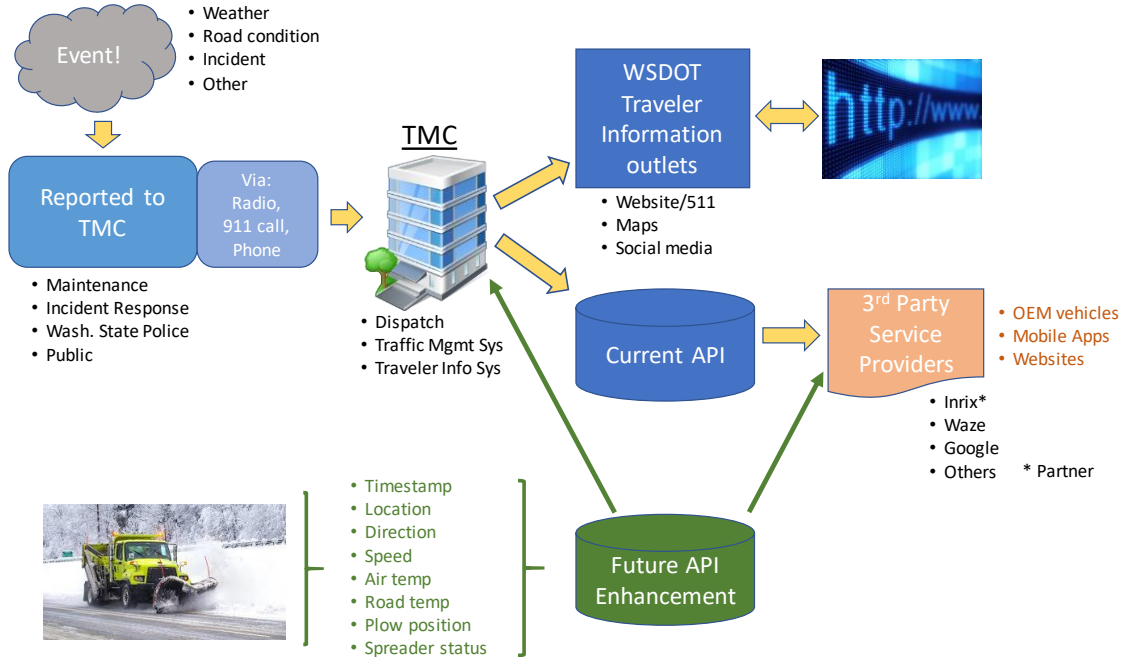 Event!
• Weather
• Road condition
• Incident
• Other
Reported to
TMC
Via:
Radio,
911 call,
Phone
• Maintenance
• Incident Response
• Wash. State Police
• Public
TMC
• Dispatch
• Traffic Mgmt Sys
• Traveler Info Sys
WSDOT
Traveler
Information
outlets
• Website/511
• Maps
• Social media
http://www.
Current API
3rd Party
Service
Providers
• OEM vehicles
• Mobile Apps
• Websites
• Inrix*
• Waze
• Google
• Others * Partner
• Timestamp
• Location
• Direction
• Speed
• Air temp
• Road temp
• Plow position
• Spreader status
Future API
Enhancement